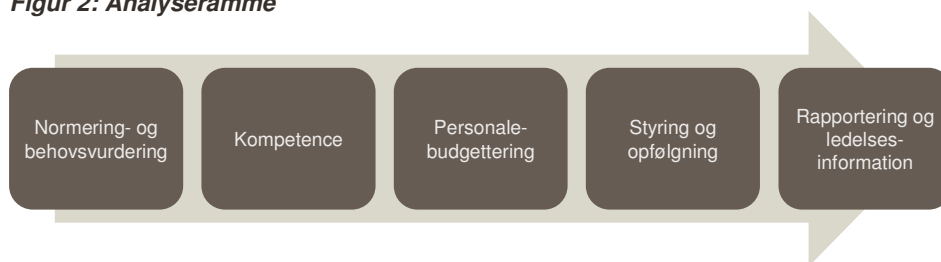 Figur 2: Analyseramme
Normering- og
behovsvurdering
Kompetence
Personale-
budgettering
Styring og
opfølgning
Rapportering og
ledelses-
information